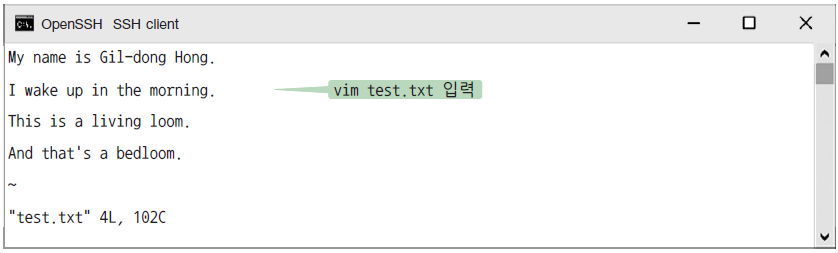 OpenSSH SSH client
My name is Gil-dong Hong.
I wake up in the morning.
vim test.txt 입력
This is a living loom.
And that's a bedloom.
~
"test.txt" 4L, 102C